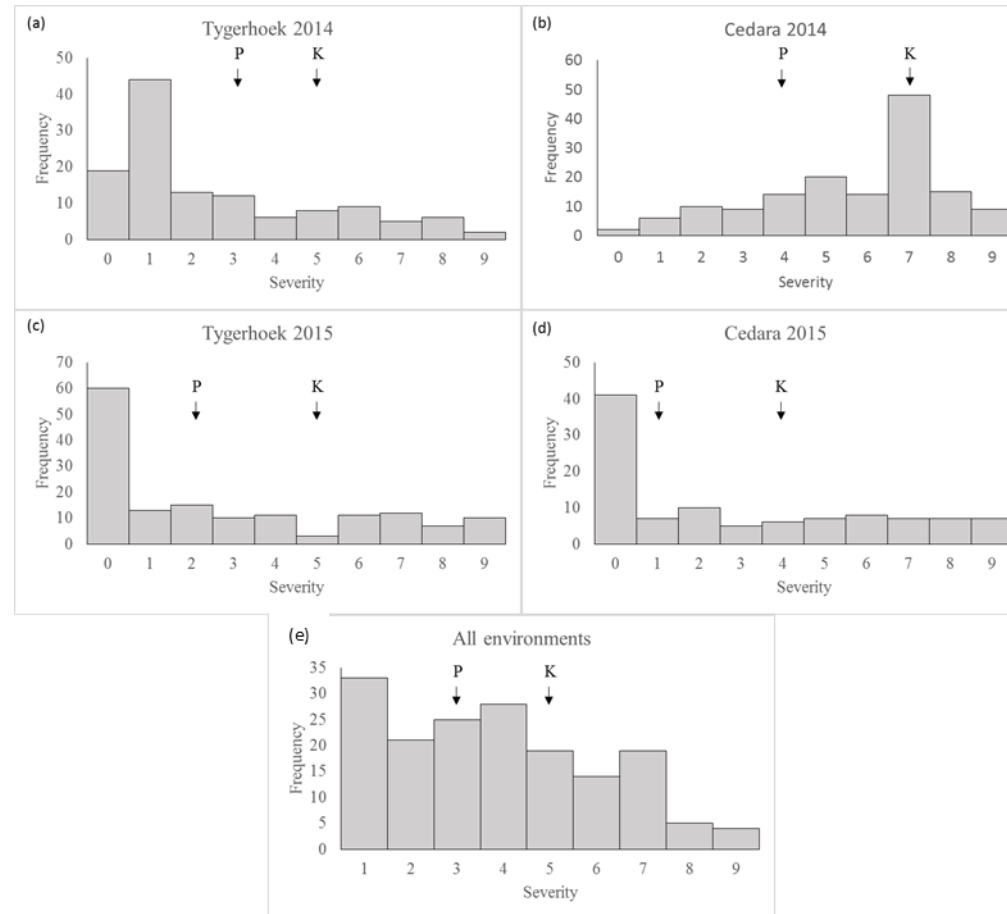 (a)
Tygerhoek 2014
P K
50
40
30
20
10
0
Frequency
0 1 2 3 4 5 6 7 8 9
Severity
(b)
Cedara 2014
P K
60
50
40
30
20
10
0
Frequency
0 1 2 3 4 5 6 7 8 9
Severity
(c)
Tygerhoek 2015
P K
70
60
50
40
30
20
10
0
Frequency
0 1 2 3 4 5 6 7 8 9
Severity
(d)
Cedara 2015
P K
50
40
30
20
10
0
Frequency
0 1 2 3 4 5 6 7 8 9
Severity
(e)
All environments
P K
35
30
25
20
15
10
5
0
Frequency
1 2 3 4 5 6 7 8 9
Severity